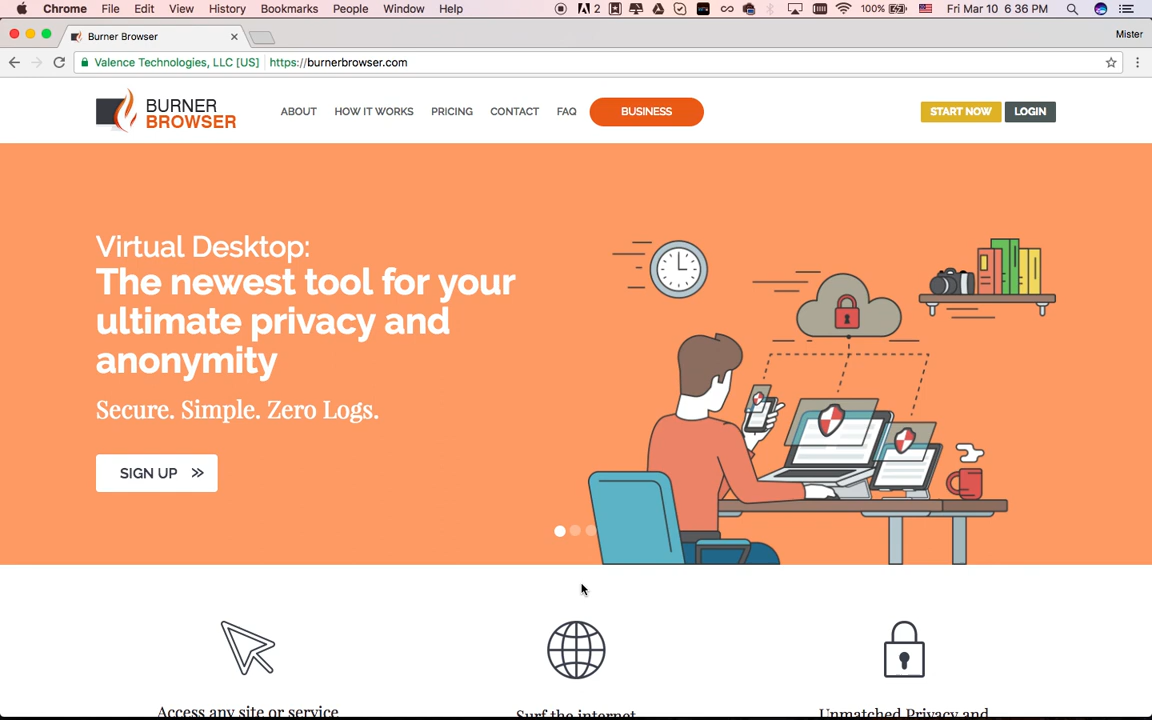 Chrome File Edit View History Bookmarks People Window Help 2 100% Fri Mar 10 6:36 PM
Burner Browser Mister
Valence Technologies, LLC [US] https://burnerbrowser.com
BURNER
BROWSER
ABOUT HOW IT WORKS PRICING CONTACT FAQ BUSINESS START NOW LOGIN
Virtual Desktop:
The newest tool for your
ultimate privacy and
anonymity
Secure. Simple. Zero Logs.
SIGN UP »
Access any site or service Surf the internet Unmatched Privacy and